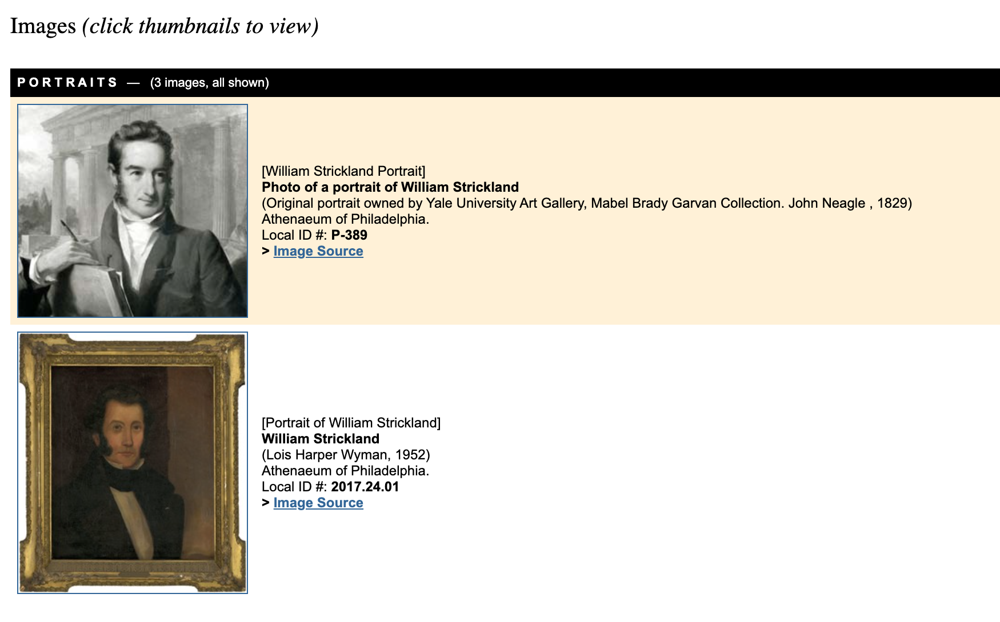 Images (click thumbnails to view)
PORTRAITS — (3 images, all shown)
[William Strickland Portrait]
Photo of a portrait of William Strickland
(Original portrait owned by Yale University Art Gallery, Mabel Brady Garvan Collection. John Neagle , 1829)
Athenaeum of Philadelphia.
Local ID #: P-389
> Image Source
[Portrait of William Strickland]
William Strickland
(Lois Harper Wyman, 1952)
Athenaeum of Philadelphia.
Local ID #: 2017.24.01
> Image Source